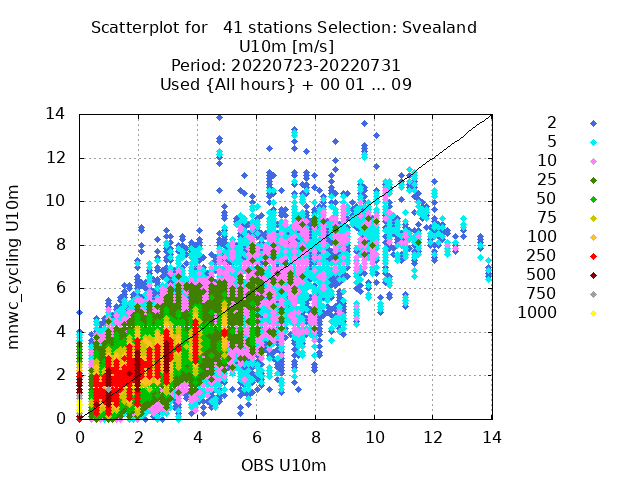 Scatterplot for   41 stations Selection: Svealand
U10m [m/s]
Period: 20220723-20220731
Used {All hours} + 00 01 ... 09
14
12
10
8
6
4
2
0
mnwc_cycling U10m
0 2 4 6 8 10 12 14
OBS U10m
2
5
10
25
50
75
100
250
500
750
1000